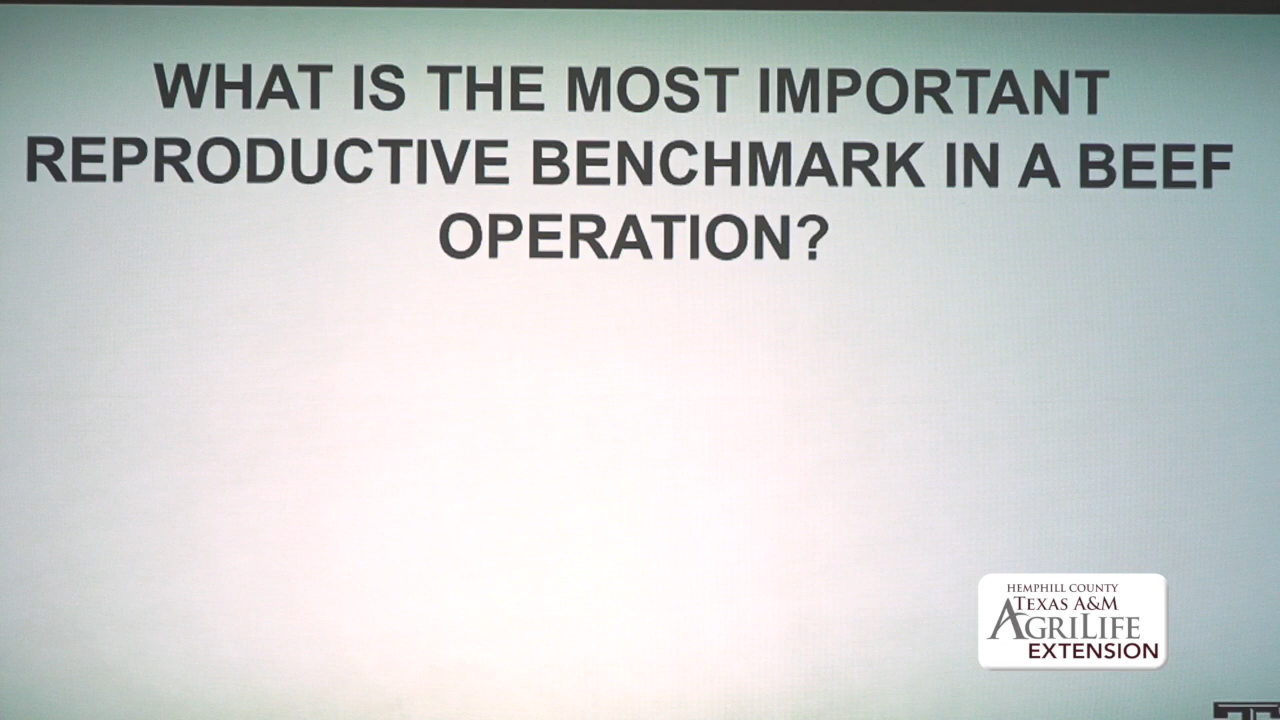 WHAT IS THE MOST IMPORTANT
REPRODUCTIVE BENCHMARK IN A BEEF
OPERATION?
HEMPHILL COUNTY
TEXAS A&M
AGRILIFE
EXTENSION